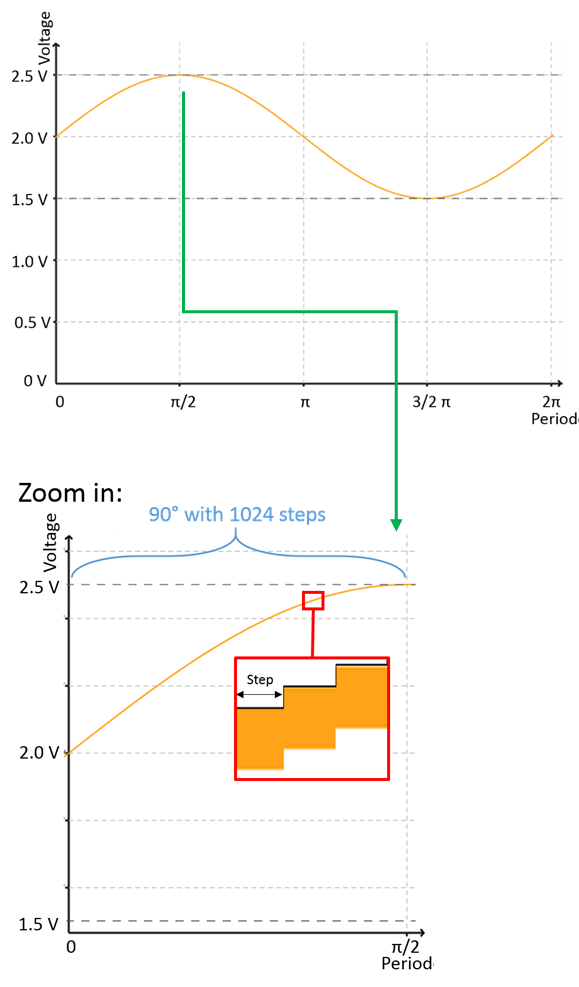 Voltage
2.5 V
2.0 V
1.5 V
1.0 V
0.5 V
0 V
0 π/2 π 3/2 π 2π
Period
Zoom in:
90° with 1024 steps
Voltage
2.5 V
Step
2.0 V
1.5 V
0 π/2
Period